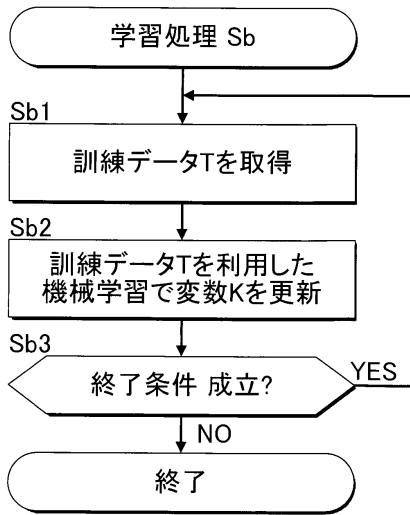 学習処理 Sb
Sb1
訓練データTを取得
Sb2
訓練データTを利用した
機械学習で変数Kを更新
Sb3
終了条件 成立?
YES
NO
終了